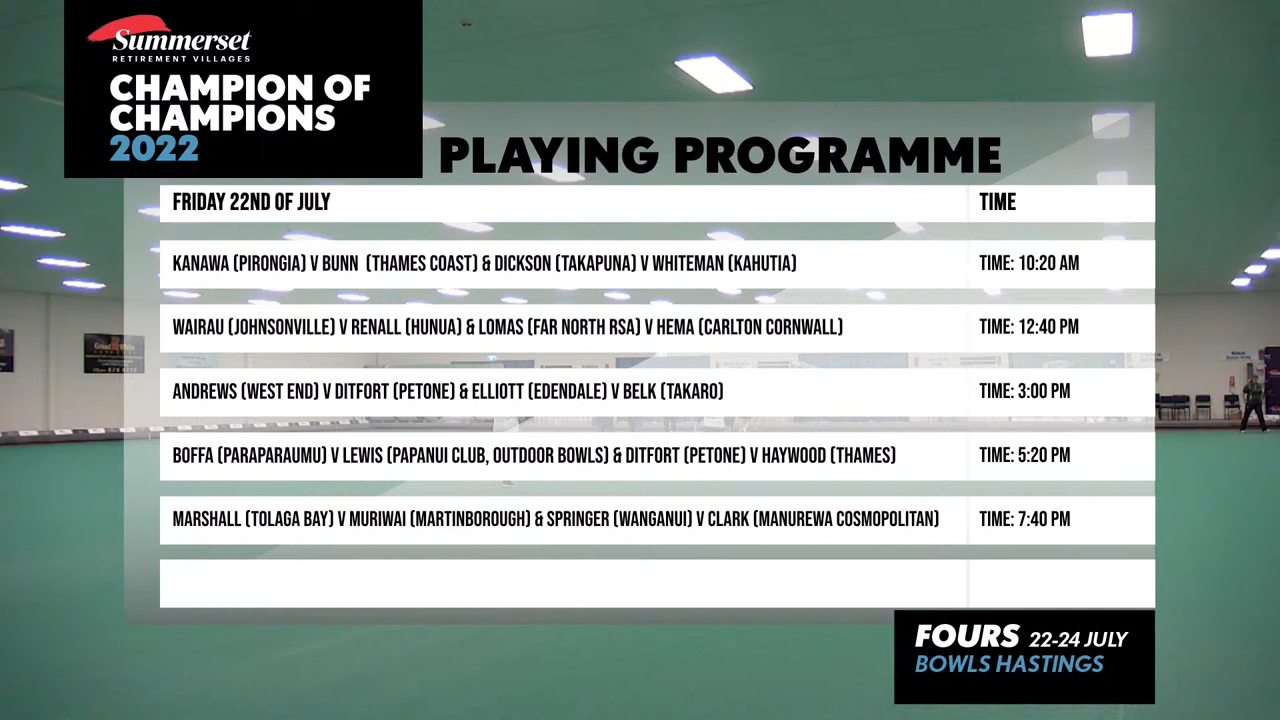 Summerset
RETIREMENT VILLAGES
CHAMPION OF
CHAMPIONS
2022
PLAYING PROGRAMME
FRIDAY 22ND OF JULY TIME
KANAWA (PIRONGIA) V BUNN (THAMES COAST) & DICKSON (TAKAPUNA) V WHITEMAN (KAHUTIA) TIME: 10:20 AM
WAIRAU (JOHNSONVILLE) V RENALL (HUNUA) & LOMAS (FAR NORTH RSA) V HEMA (CARLTON CORNWALL) TIME: 12:40 PM
ANDREWS (WEST END) V DITFORT (PETONE) & ELLIOTT (EDENDALE) V BELK (TAKARO) TIME: 3:00 PM
BOFFA (PARAPARAUMU) V LEWIS (PAPANUI CLUB, OUTDOOR BOWLS) & DITFORT (PETONE) V HAYWOOD (THAMES) TIME: 5:20 PM
MARSHALL (TOLAGA BAY) V MURIWAI (MARTINBOROUGH) & SPRINGER (WANGANUI) V CLARK (MANUREWA COSMOPOLITAN) TIME: 7:40 PM
FOURS 22-24 JULY
BOWLS HASTINGS